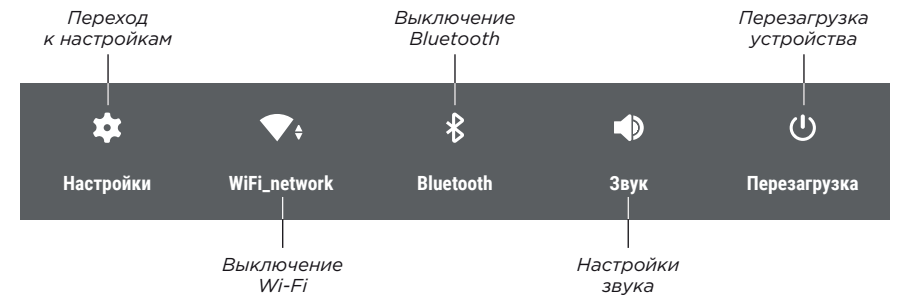 Переход
к настройкам
Выключение
Bluetooth
Перезагрузка
устройства
Настройки
WiFi_network
Bluetooth
Звук
Перезагрузка
Выключение
Wi-Fi
Настройки
звука